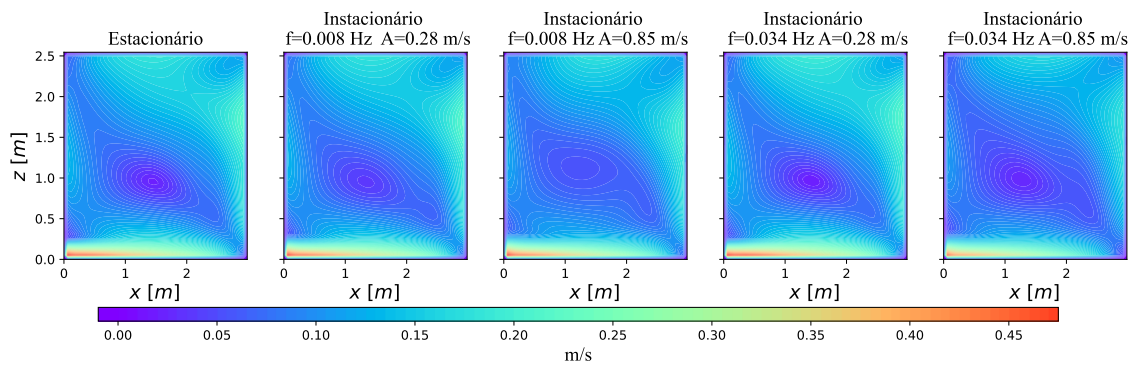 Estacionário
Instacionário
f=0.008 Hz  A=0.28 m/s
Instacionário
f=0.008 Hz A=0.85 m/s
Instacionário
f=0.034 Hz A=0.28 m/s
Instacionário
f=0.034 Hz A=0.85 m/s
z [m]
2.5
2.0
1.5
1.0
0.5
0.0
0 1 2
0 1 2
0 1 2
0 1 2
0 1 2
x [m]
x [m]
x [m]
x [m]
x [m]
0.00 0.05 0.10 0.15 0.20 0.25 0.30 0.35 0.40 0.45
m/s